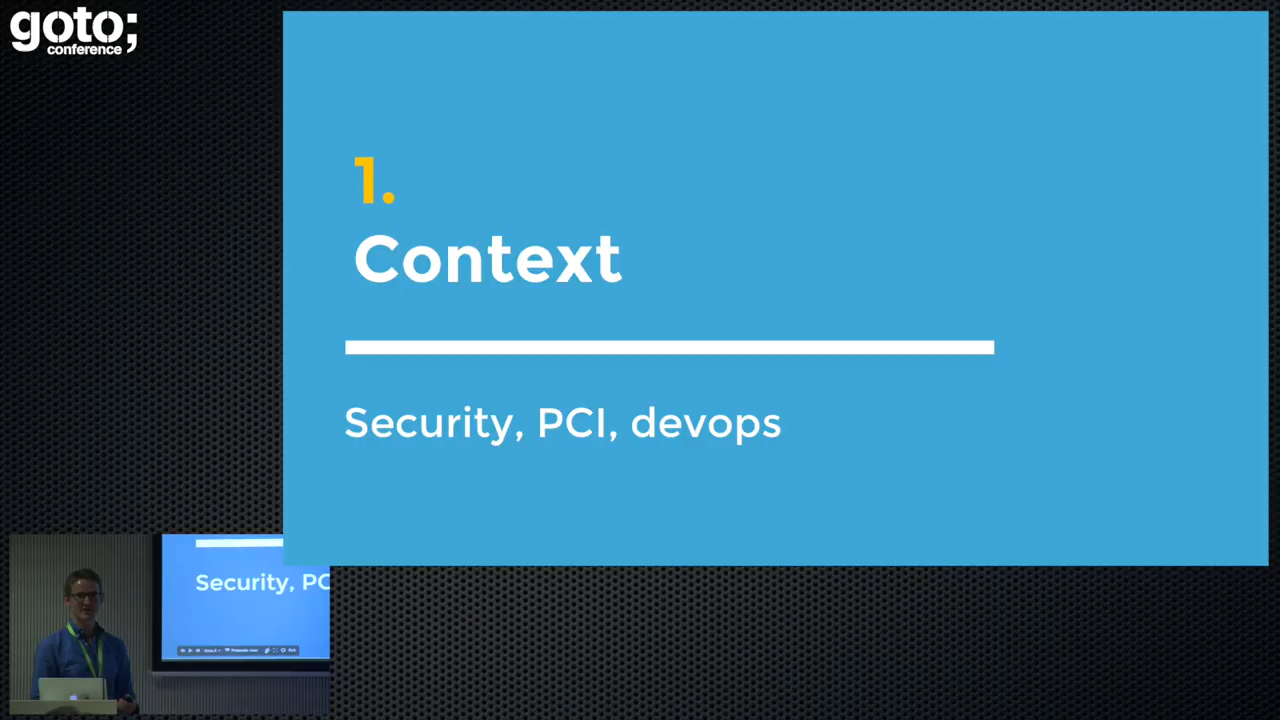 goto;
conference
1.
Context
Security, PCI, devops
Security, PC